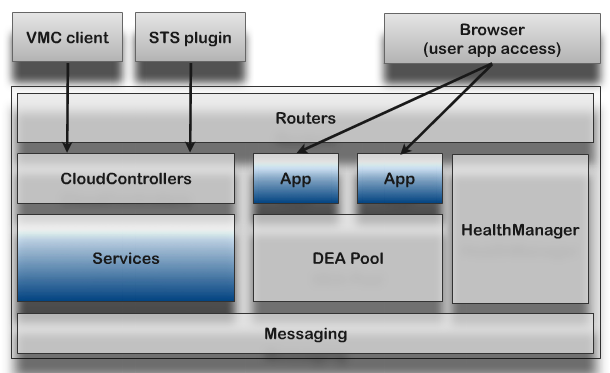 VMC client
STS plugin
Browser
(user app access)
Routers
CloudControllers
App
App
HealthManager
Services
DEA Pool
Messaging